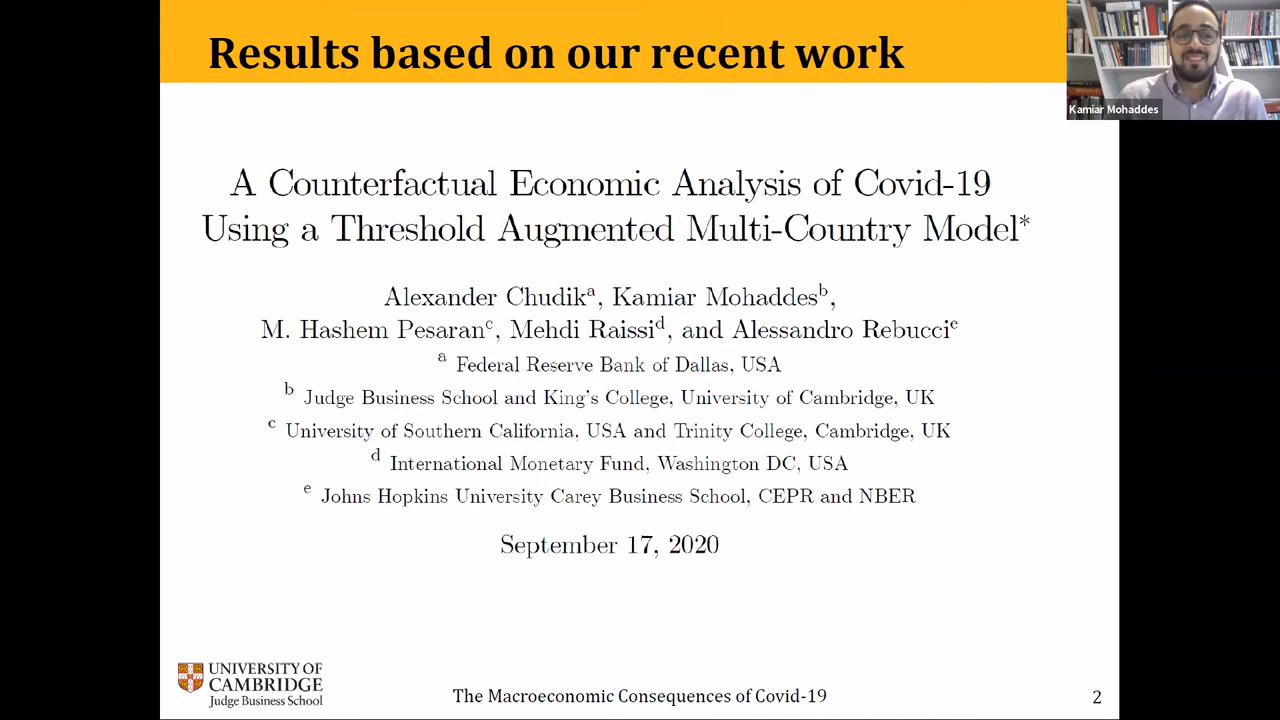 Results based on our recent work
Kamiar Mohaddes
A Counterfactual Economic Analysis of Covid-19
Using a Threshold Augmented Multi-Country Model*
Alexander Chudikᵃ, Kamiar Mohaddesᵇ,
M. Hashem Pesaranᶜ, Mehdi Raissiᵈ, and Alessandro Rebucciᵉ
ᵃ Federal Reserve Bank of Dallas, USA
ᵇ Judge Business School and King's College, University of Cambridge, UK
ᶜ University of Southern California, USA and Trinity College, Cambridge, UK
ᵈ International Monetary Fund, Washington DC, USA
ᵉ Johns Hopkins University Carey Business School, CEPR and NBER
September 17, 2020
UNIVERSITY OF
CAMBRIDGE
Judge Business School
The Macroeconomic Consequences of Covid-19
2